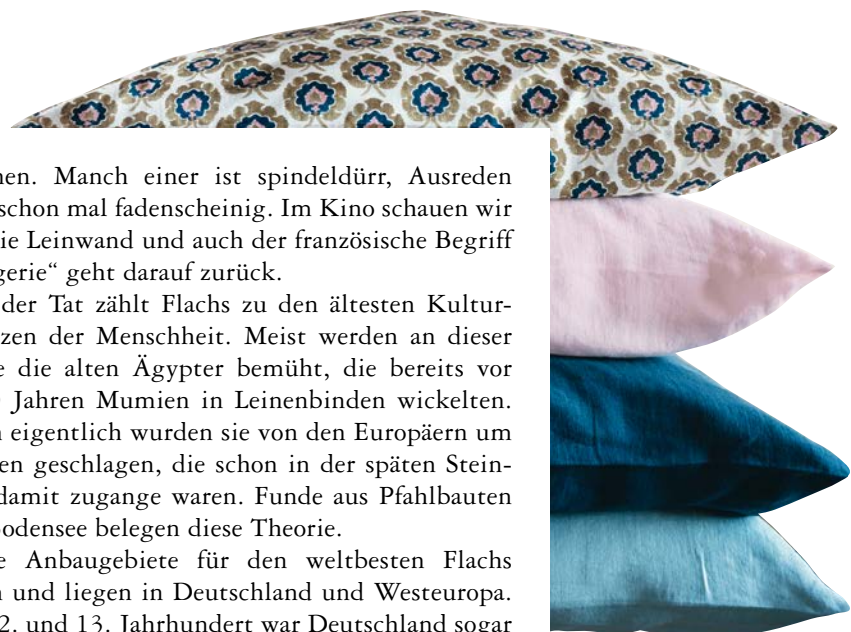 nen. Manch einer ist spindeldürr, Ausreden
schon mal fadenscheinig. Im Kino schauen wir
ie Leinwand und auch der französische Begriff
gerie“ geht darauf zurück.
der Tat zählt Flachs zu den ältesten Kultur-
zen der Menschheit. Meist werden an dieser
e die alten Ägypter bemüht, die bereits vor
Jahren Mumien in Leinenbinden wickelten.
n eigentlich wurden sie von den Europäern um
en geschlagen, die schon in der späten Stein-
damit zugange waren. Funde aus Pfahlbauten
Bodensee belegen diese Theorie.
e Anbaugebiete für den weltbesten Flachs
n und liegen in Deutschland und Westeuropa.
2. und 13. Jahrhundert war Deutschland sogar